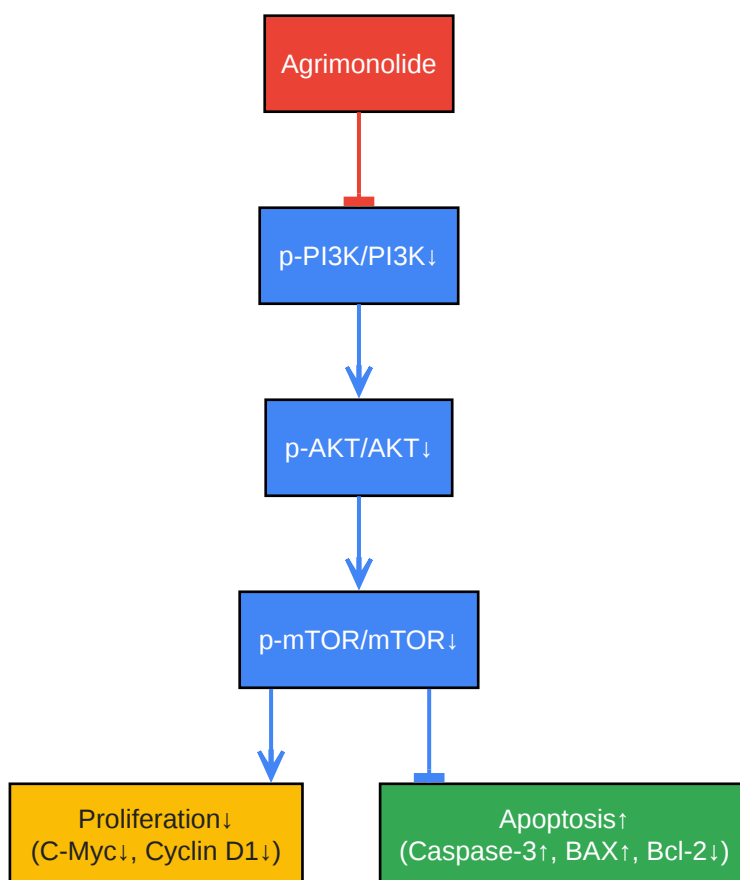 Agrimonolide
p-PI3K/PI3K↓
p-AKT/AKT↓
p-mTOR/mTOR↓
Proliferation↓
(C-Myc↓, Cyclin D1↓)
Apoptosis↑
(Caspase-3↑, BAX↑, Bcl-2↓)